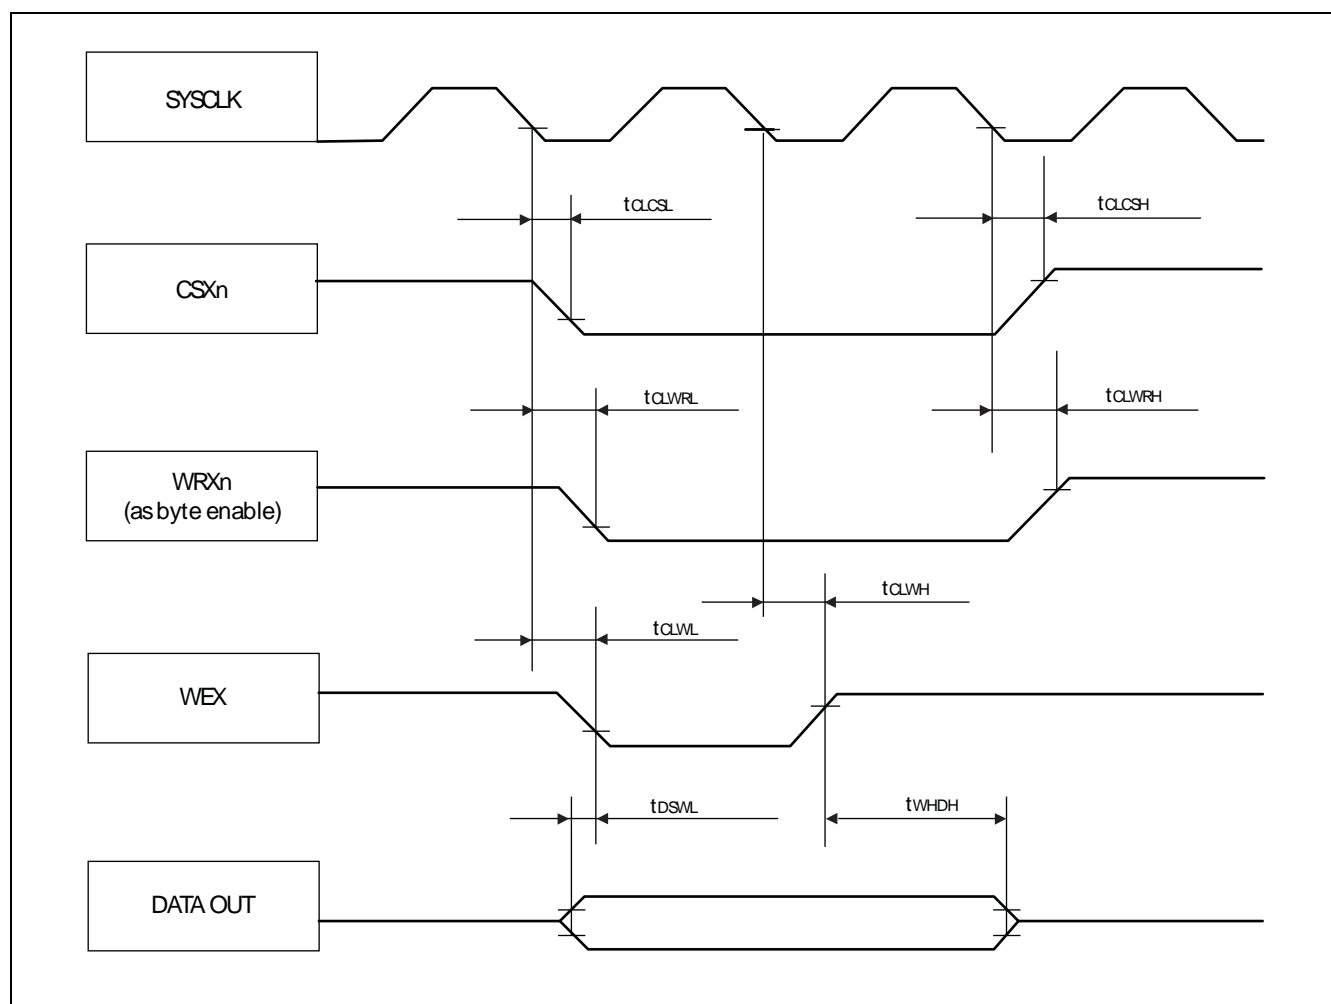 SYSCLK
tCLCSL
tCLCSH
CSXn
tCLWRL
tCLWRH
WRXn
(as byte enable)
tCLWH
tCLWL
WEX
tDSWL
tWHDH
DATA OUT